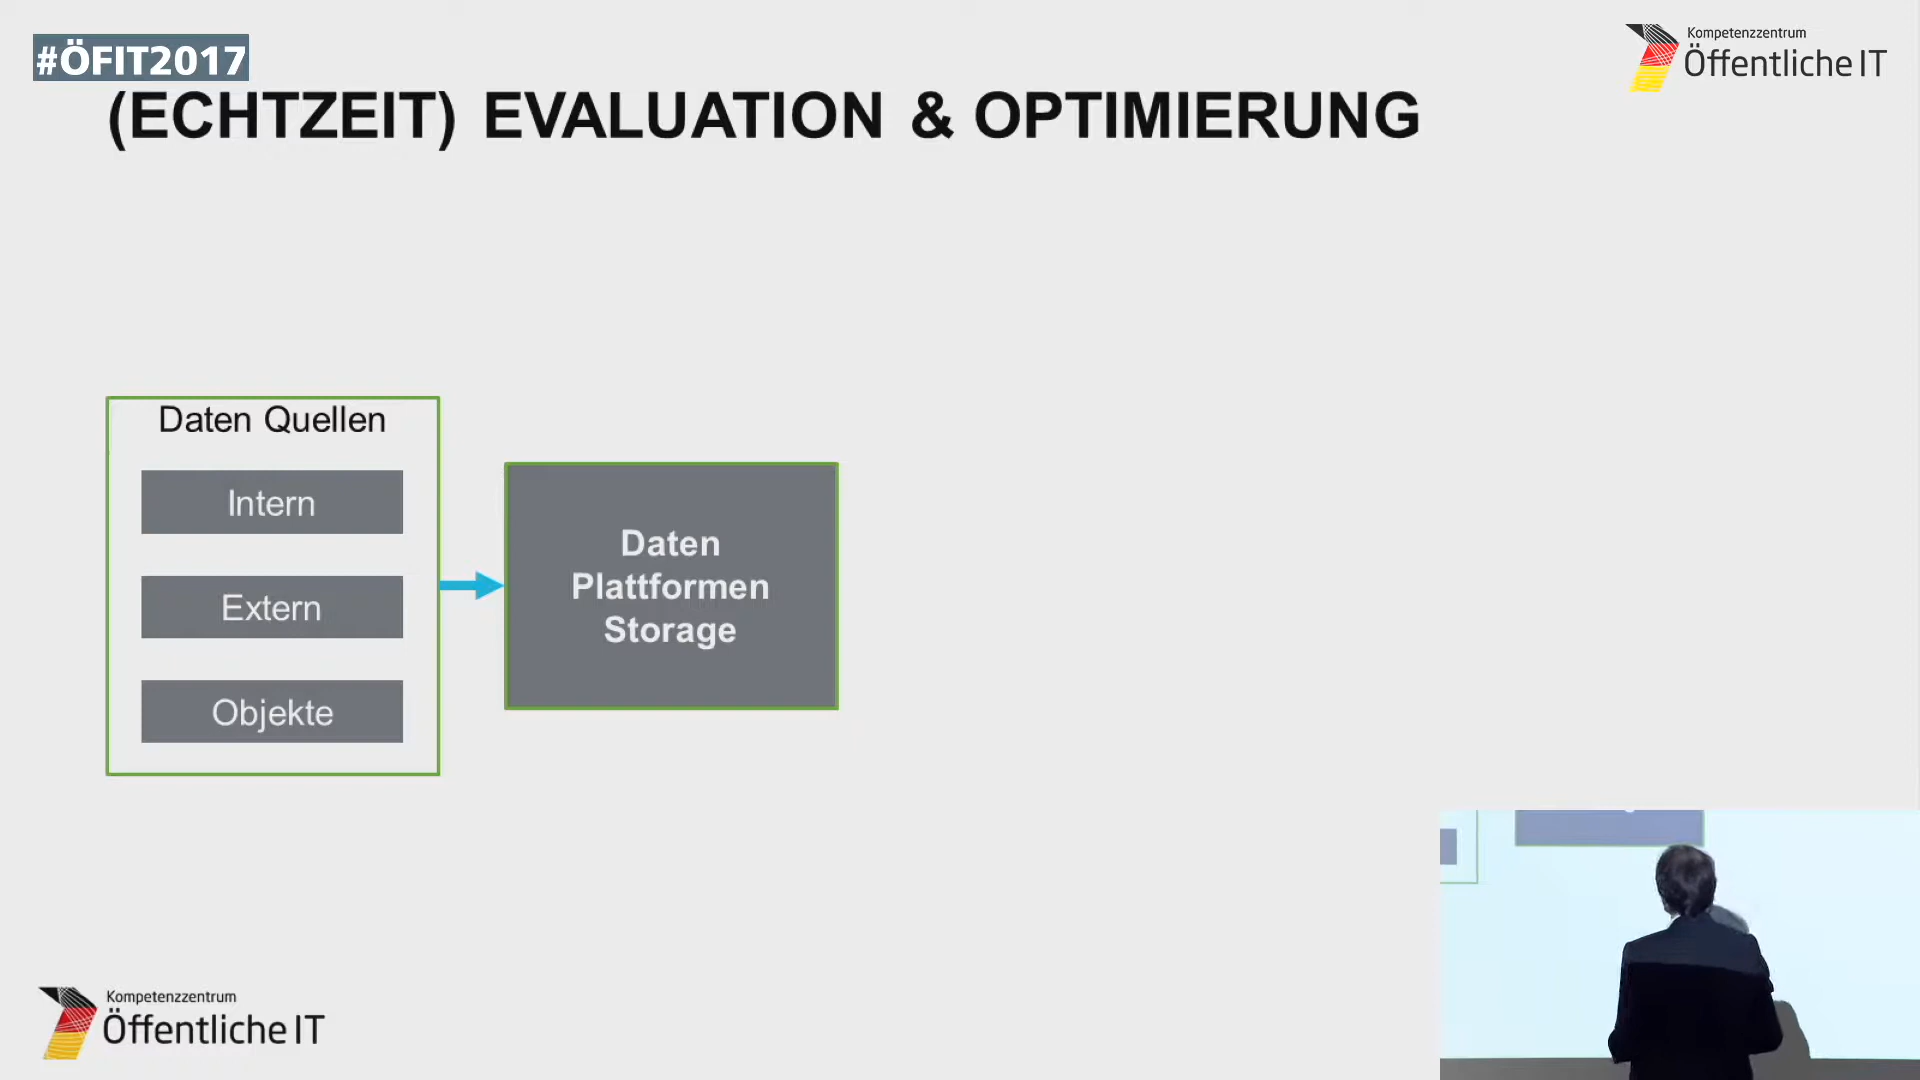 #ÖFIT2017
Kompetenzzentrum
Öffentliche IT
(ECHTZEIT) EVALUATION & OPTIMIERUNG
Daten Quellen
Intern
Extern
Objekte
Daten
Plattformen
Storage
Kompetenzzentrum
Öffentliche IT